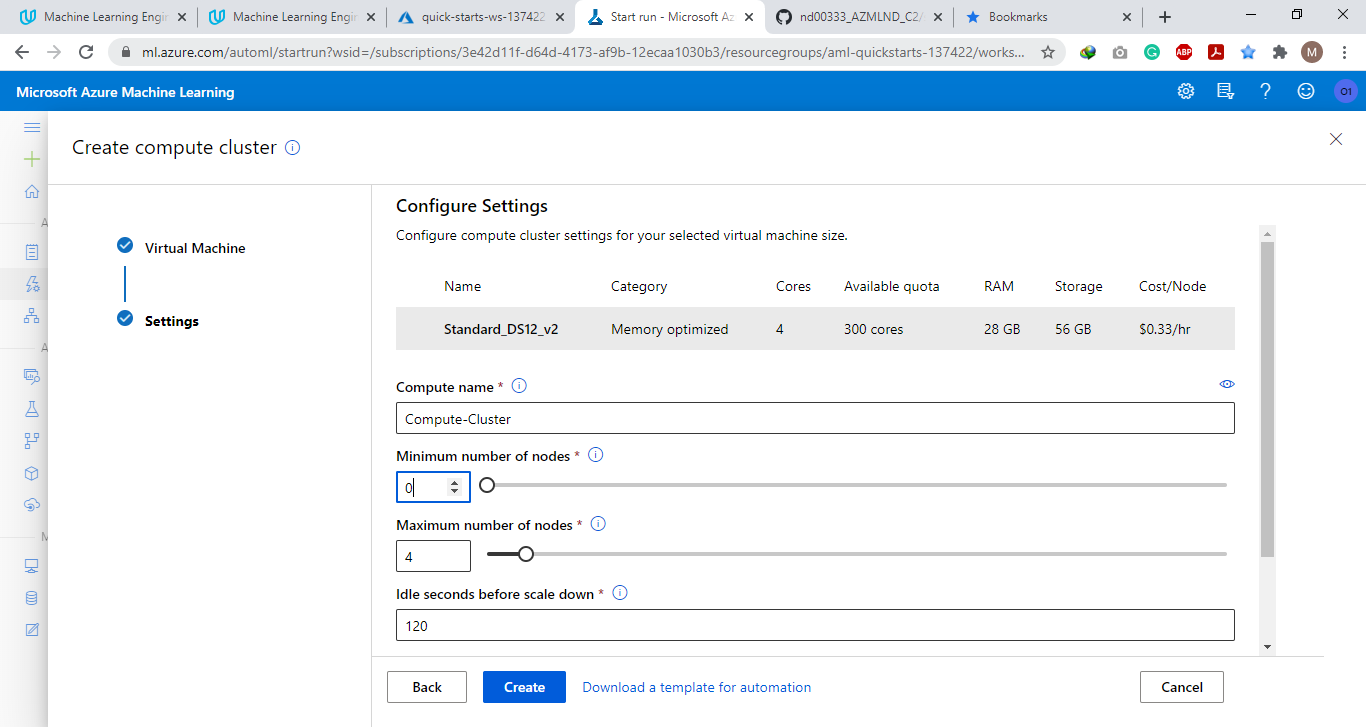 Machine Learning Engin
Machine Learning Engin
quick-starts-ws-137422
Start run - Microsoft Az
nd00333_AZMLND_C2/
Bookmarks
ml.azure.com/automl/startrun?wsid=/subscriptions/3e42d11f-d64d-4173-af9b-12ecaa1030b3/resourcegroups/aml-quickstarts-137422/works...
ABP
M
Microsoft Azure Machine Learning
O1
Create compute cluster
A
A
M
Virtual Machine
Settings
Configure Settings
Configure compute cluster settings for your selected virtual machine size.
Name Category Cores Available quota RAM Storage Cost/Node
Standard_DS12_v2 Memory optimized 4 300 cores 28 GB 56 GB $0.33/hr
Compute name *
Compute-Cluster
Minimum number of nodes *
0
Maximum number of nodes *
4
Idle seconds before scale down *
120
Back Create Download a template for automation Cancel